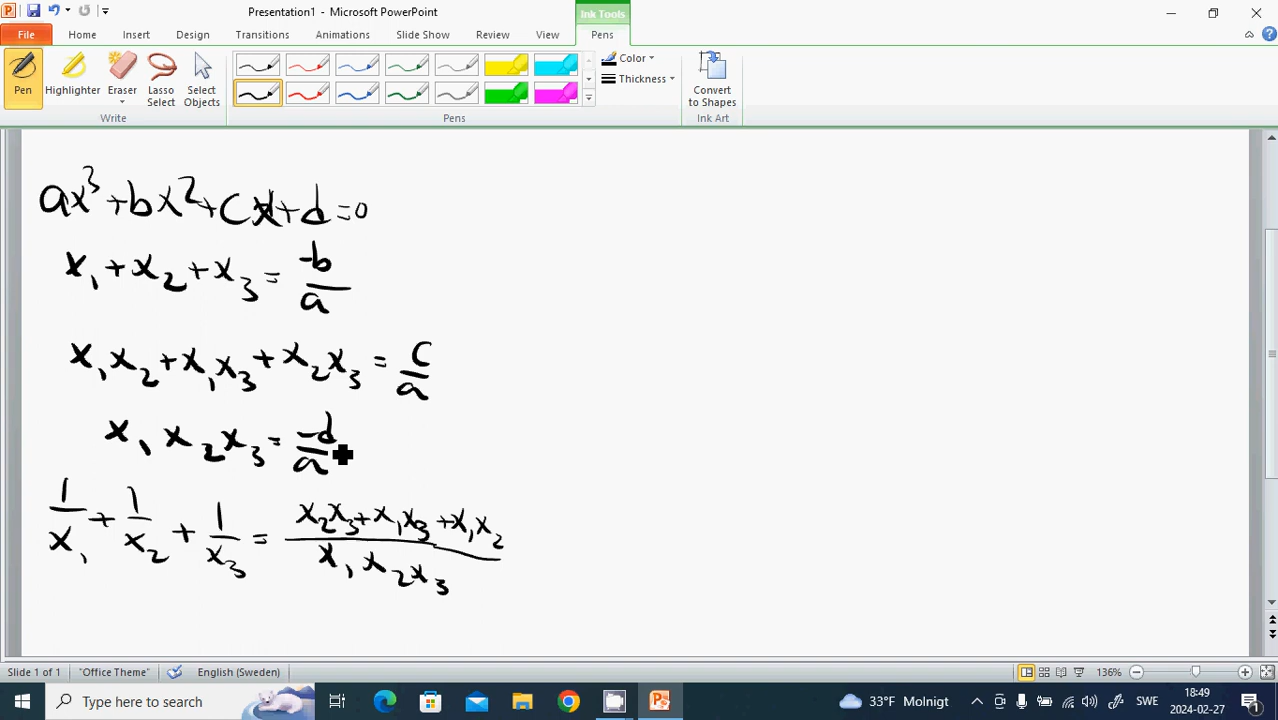 Presentation1 - Microsoft PowerPoint
Ink Tools
File Home Insert Design Transitions Animations Slide Show Review View Pens
Pen Highlighter Eraser Lasso Select Select Objects
Color
Thickness
Convert to Shapes
Write Pens Ink Art
ax³+bx²+cx+d=0
x₁+x₂+x₃=-b/a
x₁x₂+x₁x₃+x₂x₃=c/a
x₁x₂x₃=-d/a
1/x₁+1/x₂+1/x₃=(x₂x₃+x₁x₃+x₁x₂)/(x₁x₂x₃)
Slide 1 of 1 "Office Theme" English (Sweden) 136%
Type here to search 33°F Molnigt SWE 18:49
2024-02-27 1